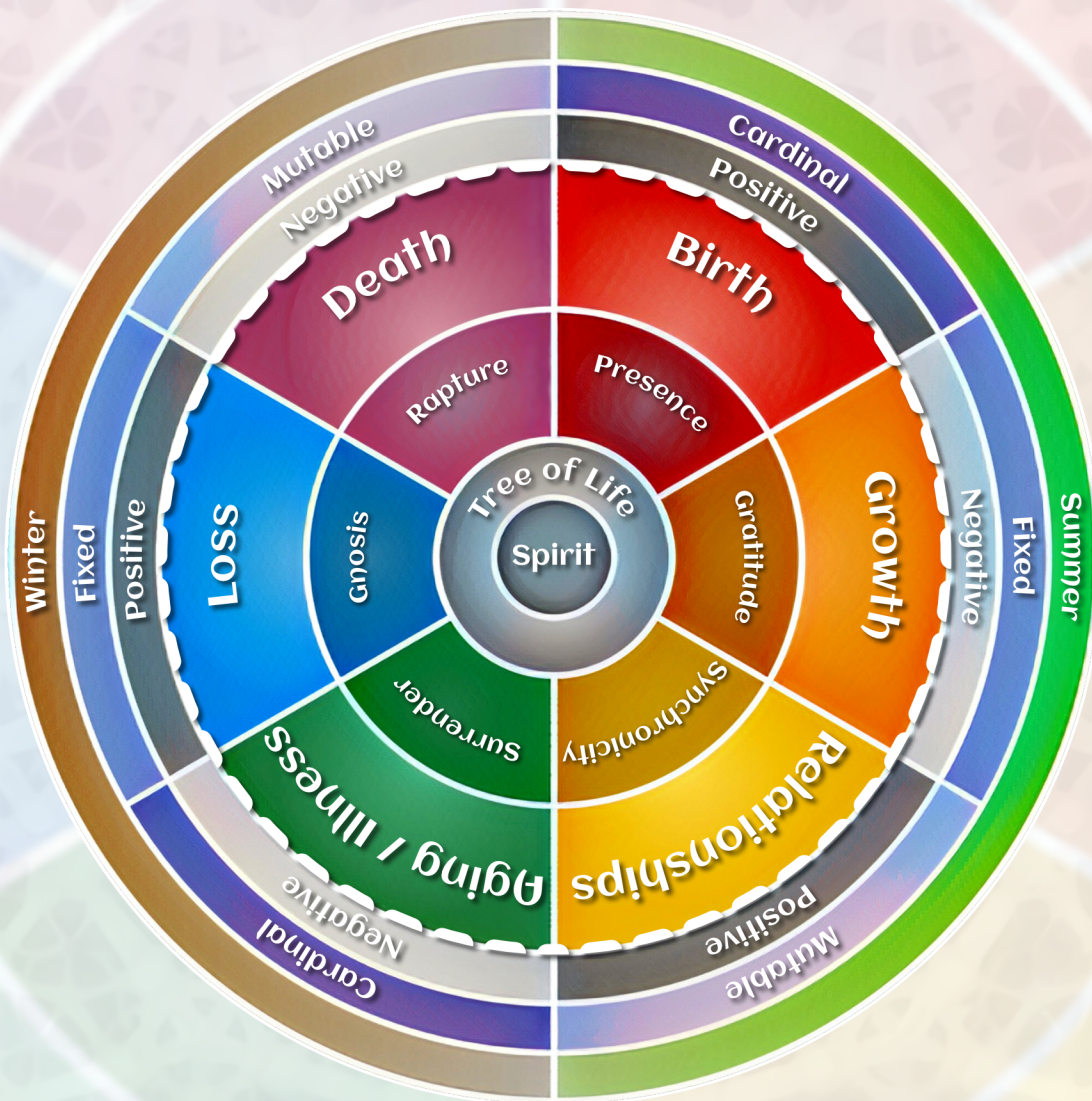 Summer
Winter
Cardinal
Positive
Birth
Presence
Fixed
Negative
Growth
Gratitude
Mutable
Positive
Relationships
Synchronicity
Cardinal
Negative
Aging / Illness
Surrender
Fixed
Positive
Loss
Gnosis
Mutable
Negative
Death
Rapture
Tree of Life
Spirit